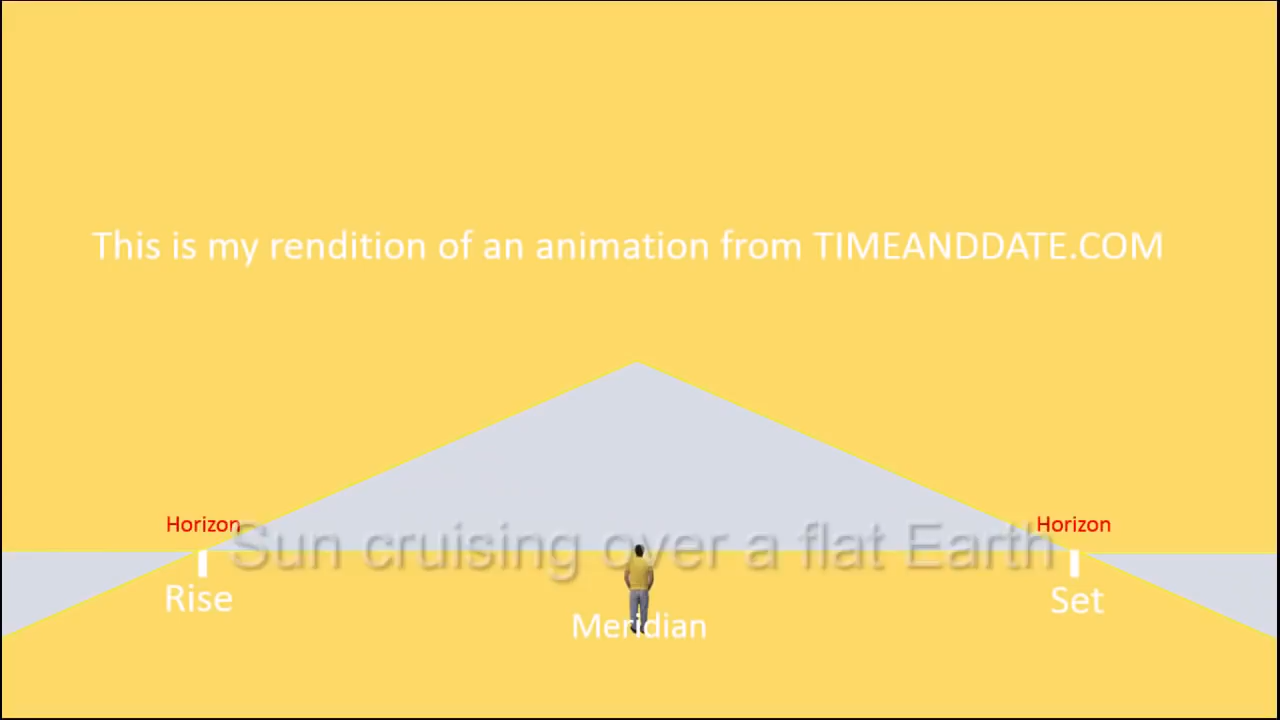 This is my rendition of an animation from TIMEANDDATE.COM
Horizon
Horizon
Sun cruising over a flat Earth
Rise
Set
Meridian